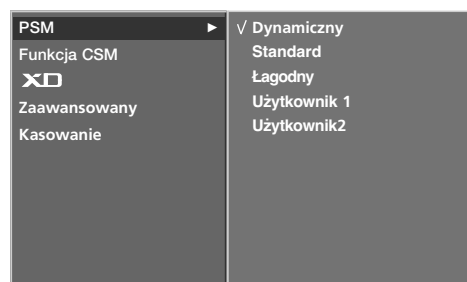 PSM ►
Funkcja CSM
XD
Zaawansowany
Kasowanie
√ Dynamiczny
Standard
Łagodny
Użytkownik 1
Użytkownik2